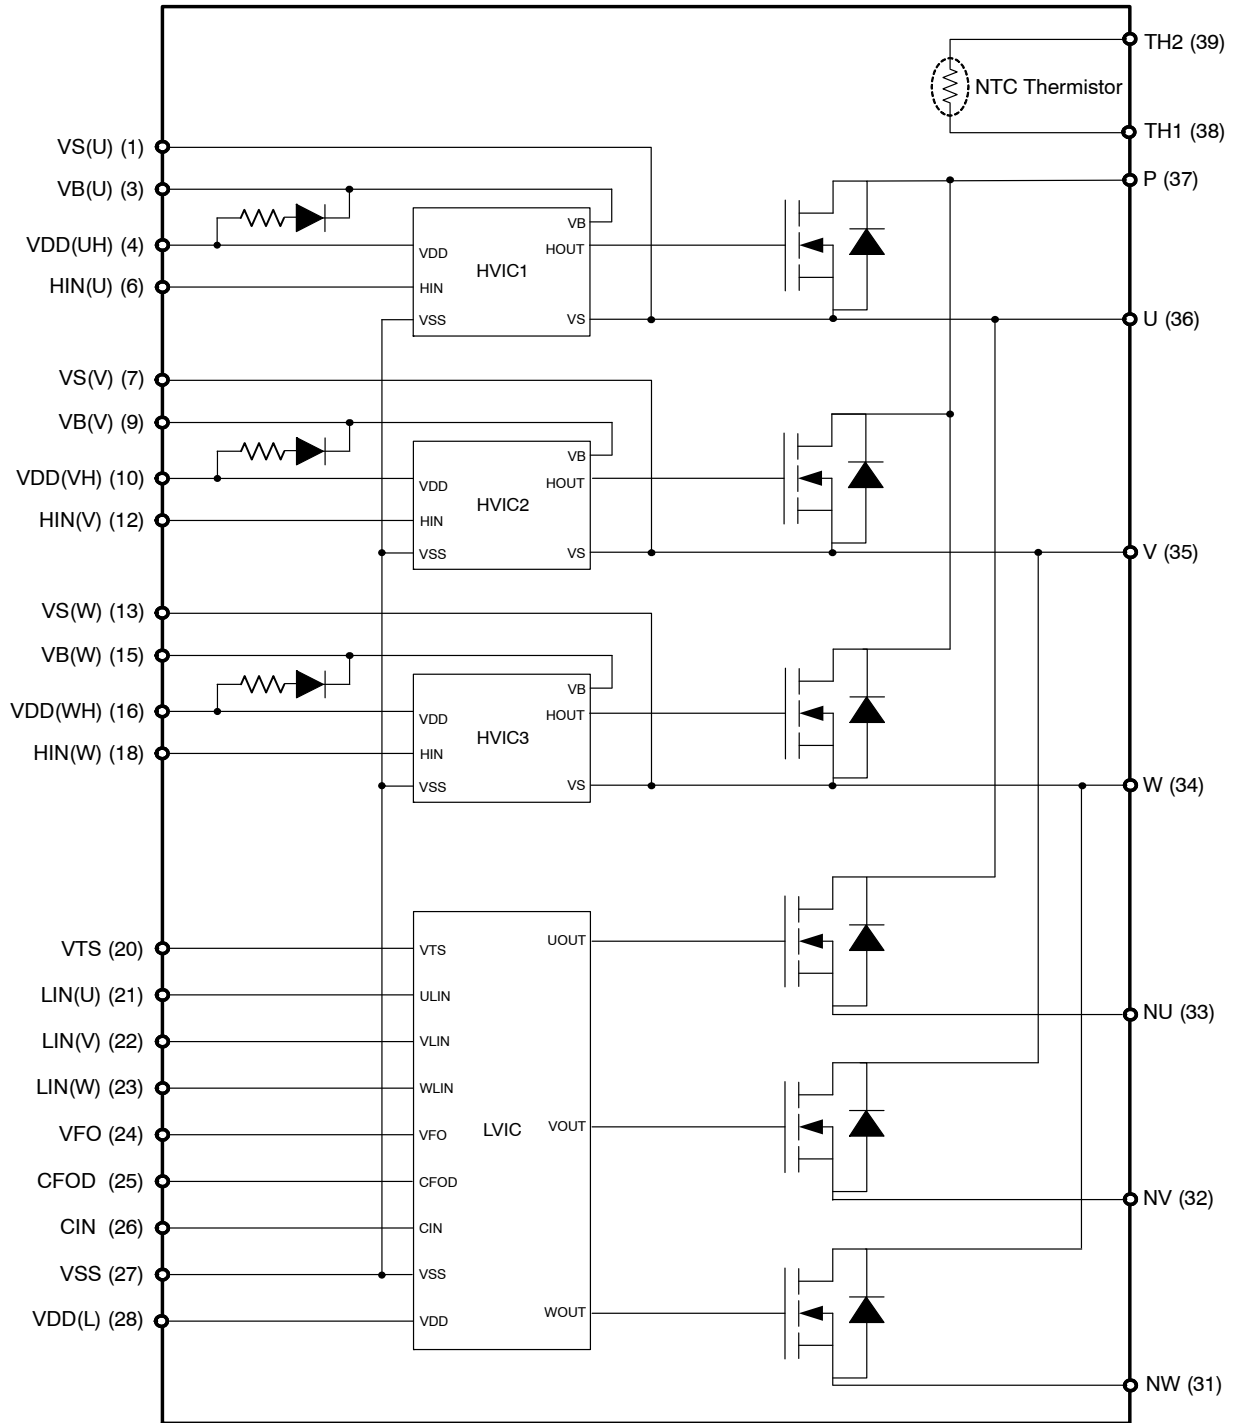 TH2 (39)
NTC Thermistor
TH1 (38)
VS(U) (1)
P (37)
VB(U) (3)
VB
VDD(UH) (4)
VDD
HOUT
HVIC1
HIN(U) (6)
HIN
VSS
VS
U (36)
VS(V) (7)
VB(V) (9)
VB
VDD(VH) (10)
VDD
HOUT
HVIC2
HIN(V) (12)
HIN
VSS
VS
V (35)
VS(W) (13)
VB(W) (15)
VB
VDD(WH) (16)
VDD
HOUT
HVIC3
HIN(W) (18)
HIN
VSS
VS
W (34)
VTS (20)
VTS
UOUT
LIN(U) (21)
ULIN
NU (33)
LIN(V) (22)
VLIN
LIN(W) (23)
WLIN
VFO (24)
VFO
LVIC
VOUT
CFOD (25)
CFOD
NV (32)
CIN (26)
CIN
VSS (27)
VSS
VDD(L) (28)
VDD
WOUT
NW (31)